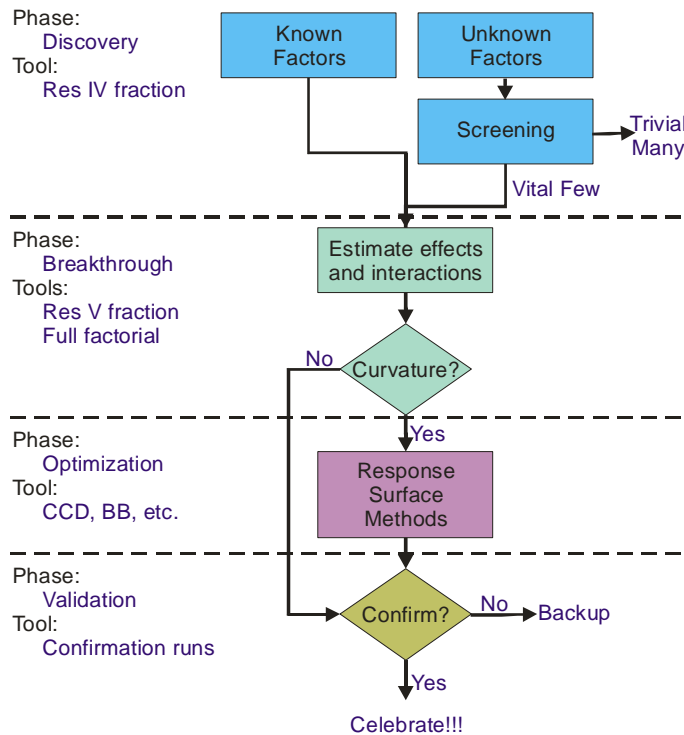 Phase:
Discovery
Tool:
Res IV fraction
Known
Factors
Unknown
Factors
Screening
Trivial
Many
Vital Few
Phase:
Breakthrough
Tools:
Res V fraction
Full factorial
Estimate effects
and interactions
No
Curvature?
Yes
Phase:
Optimization
Tool:
CCD, BB, etc.
Response
Surface
Methods
Phase:
Validation
Tool:
Confirmation runs
Confirm?
No
Backup
Yes
Celebrate!!!